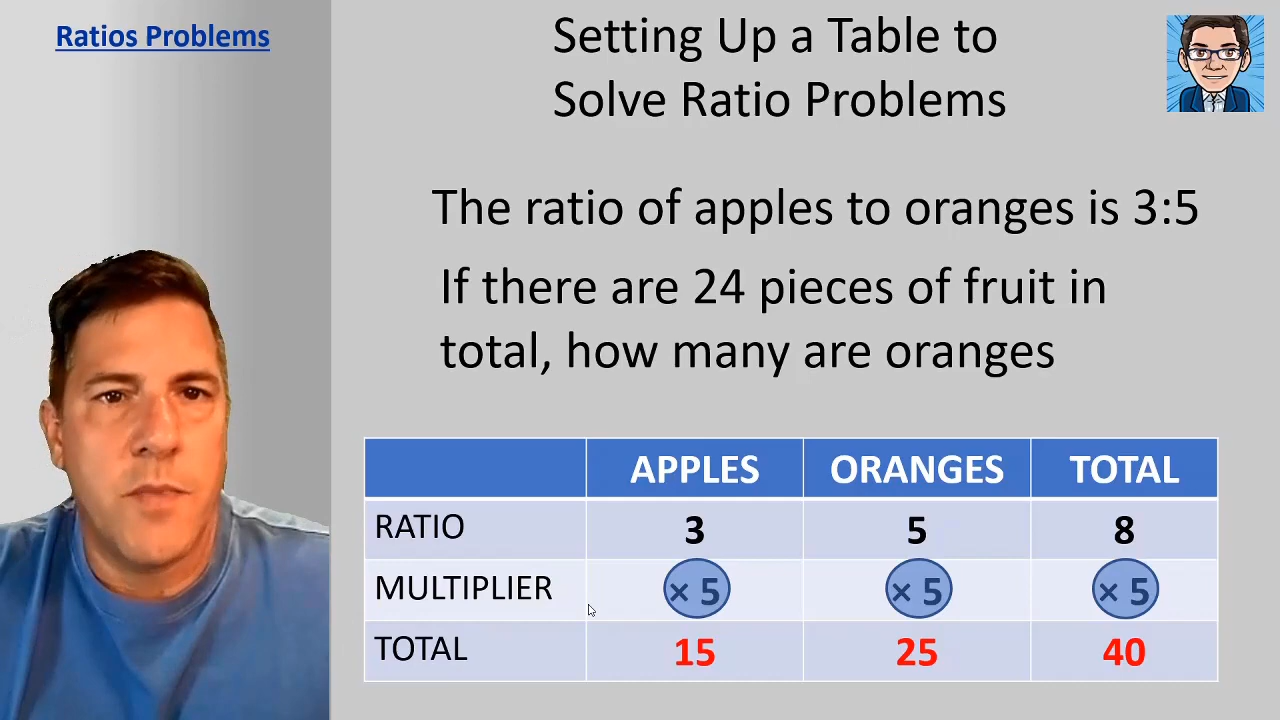 Ratios Problems
Setting Up a Table to
Solve Ratio Problems
The ratio of apples to oranges is 3:5
If there are 24 pieces of fruit in
total, how many are oranges
APPLES ORANGES TOTAL
RATIO 3 5 8
MULTIPLIER × 5 × 5 × 5
TOTAL 15 25 40